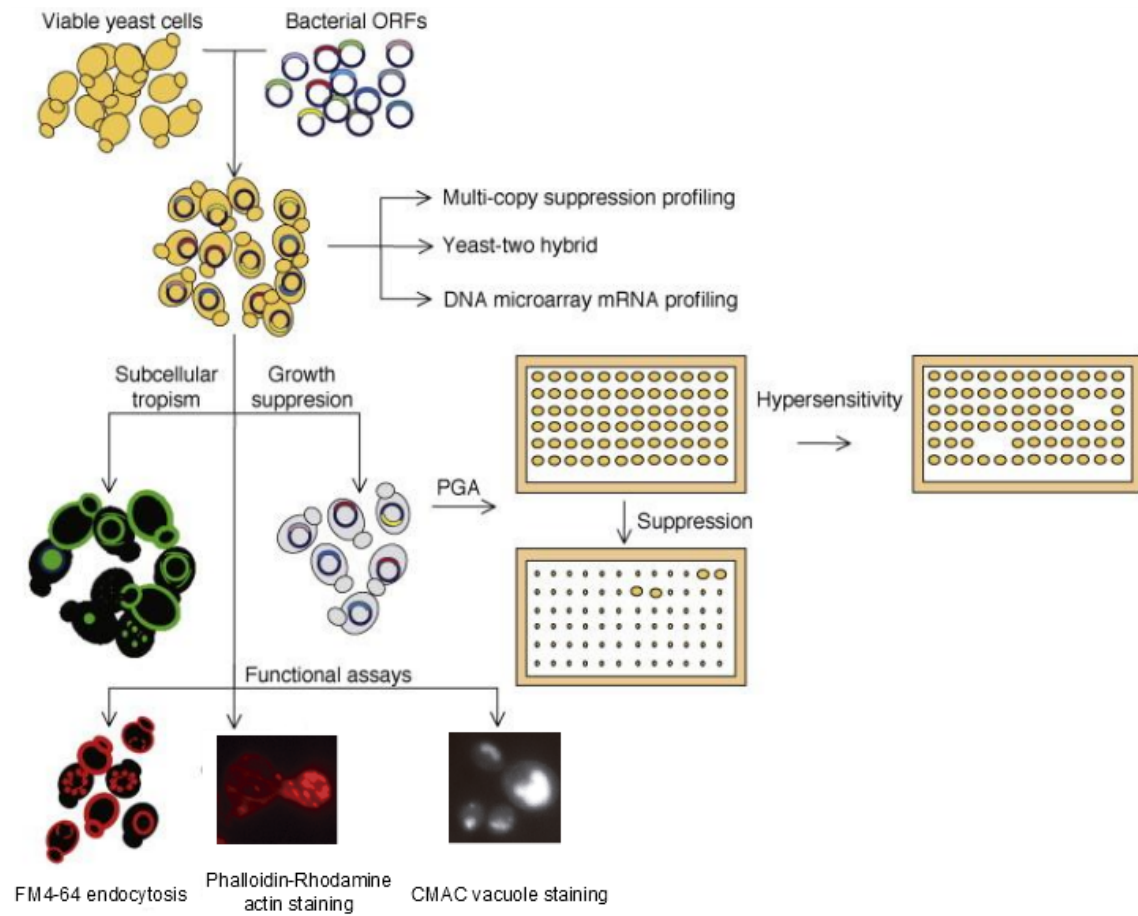 Viable yeast cells
Bacterial ORFs
Multi-copy suppression profiling
Yeast-two hybrid
DNA microarray mRNA profiling
Subcellular
tropism
Growth
suppresion
PGA
Hypersensitivity
Suppression
Functional assays
FM4-64 endocytosis
Phalloidin-Rhodamine
actin staining
CMAC vacuole staining